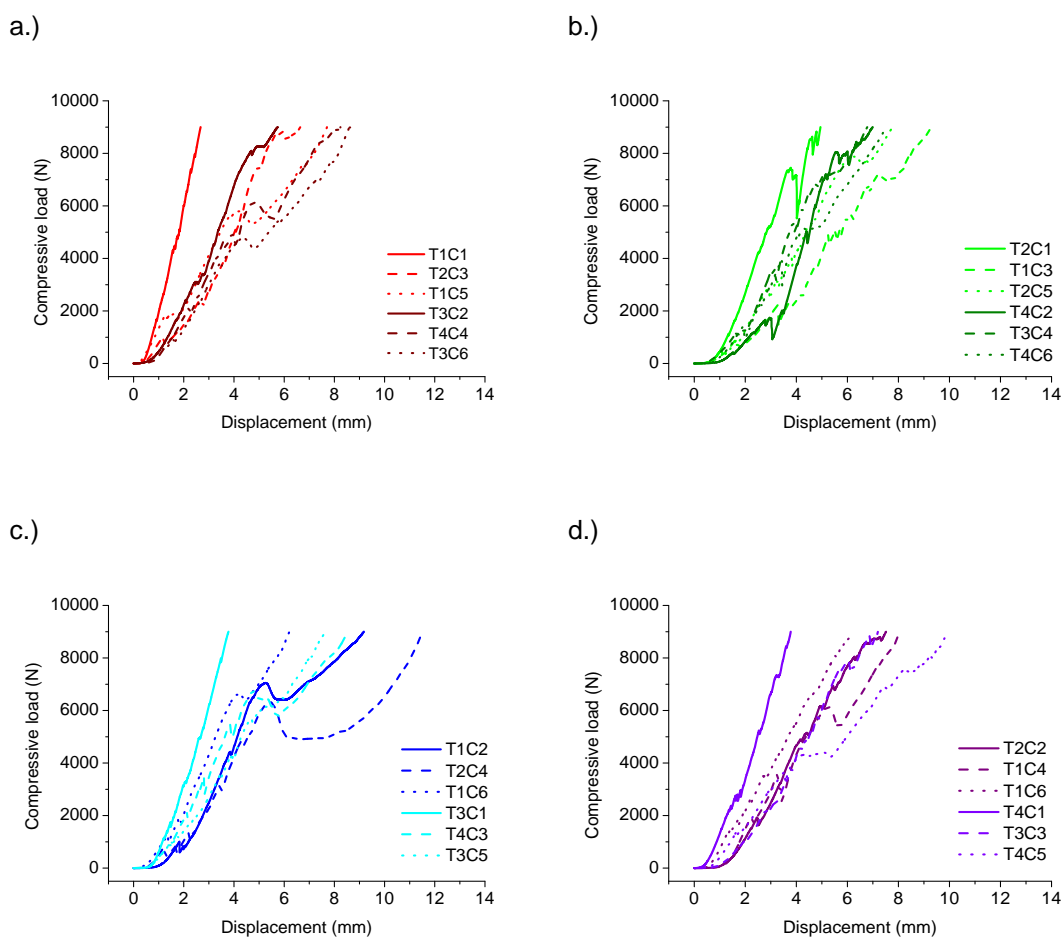 a.)
10000
8000
6000
4000
2000
0
Compressive load (N)
T1C1
T2C3
T1C5
T3C2
T4C4
T3C6
0 2 4 6 8 10 12 14
Displacement (mm)
b.)
10000
8000
6000
4000
2000
0
Compressive load (N)
T2C1
T1C3
T2C5
T4C2
T3C4
T4C6
0 2 4 6 8 10 12 14
Displacement (mm)
c.)
10000
8000
6000
4000
2000
0
Compressive load (N)
T1C2
T2C4
T1C6
T3C1
T4C3
T3C5
0 2 4 6 8 10 12 14
Displacement (mm)
d.)
10000
8000
6000
4000
2000
0
Compressive load (N)
T2C2
T1C4
T1C6
T4C1
T3C3
T4C5
0 2 4 6 8 10 12 14
Displacement (mm)